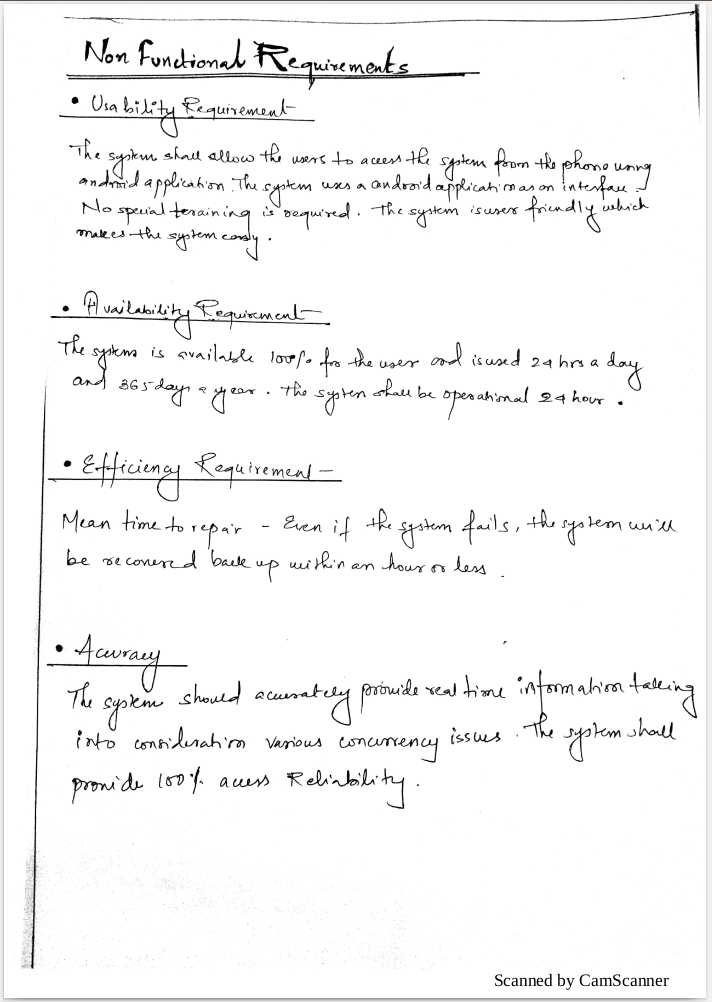 Non Functional Requirements
• Usability Requirement
The system shall allow the users to access the system from the phone using
android application. The system uses a android application as an interface.
No special teraining is required. The system is user friendly which
makes the system easy.
• Availability Requirement
The system is available 100% for the user and is used 24 hrs a day
and 365 days a year. The system shall be operational 24 hour.
• Efficiency Requirement -
Mean time to repair - Even if the system fails, the system will
be recovered back up within an hour or less.
• Accuracy
The system should accurately provide real time information taking
into consideration various concurrency issues. The system shall
provide 100% access Reliability.
Scanned by CamScanner